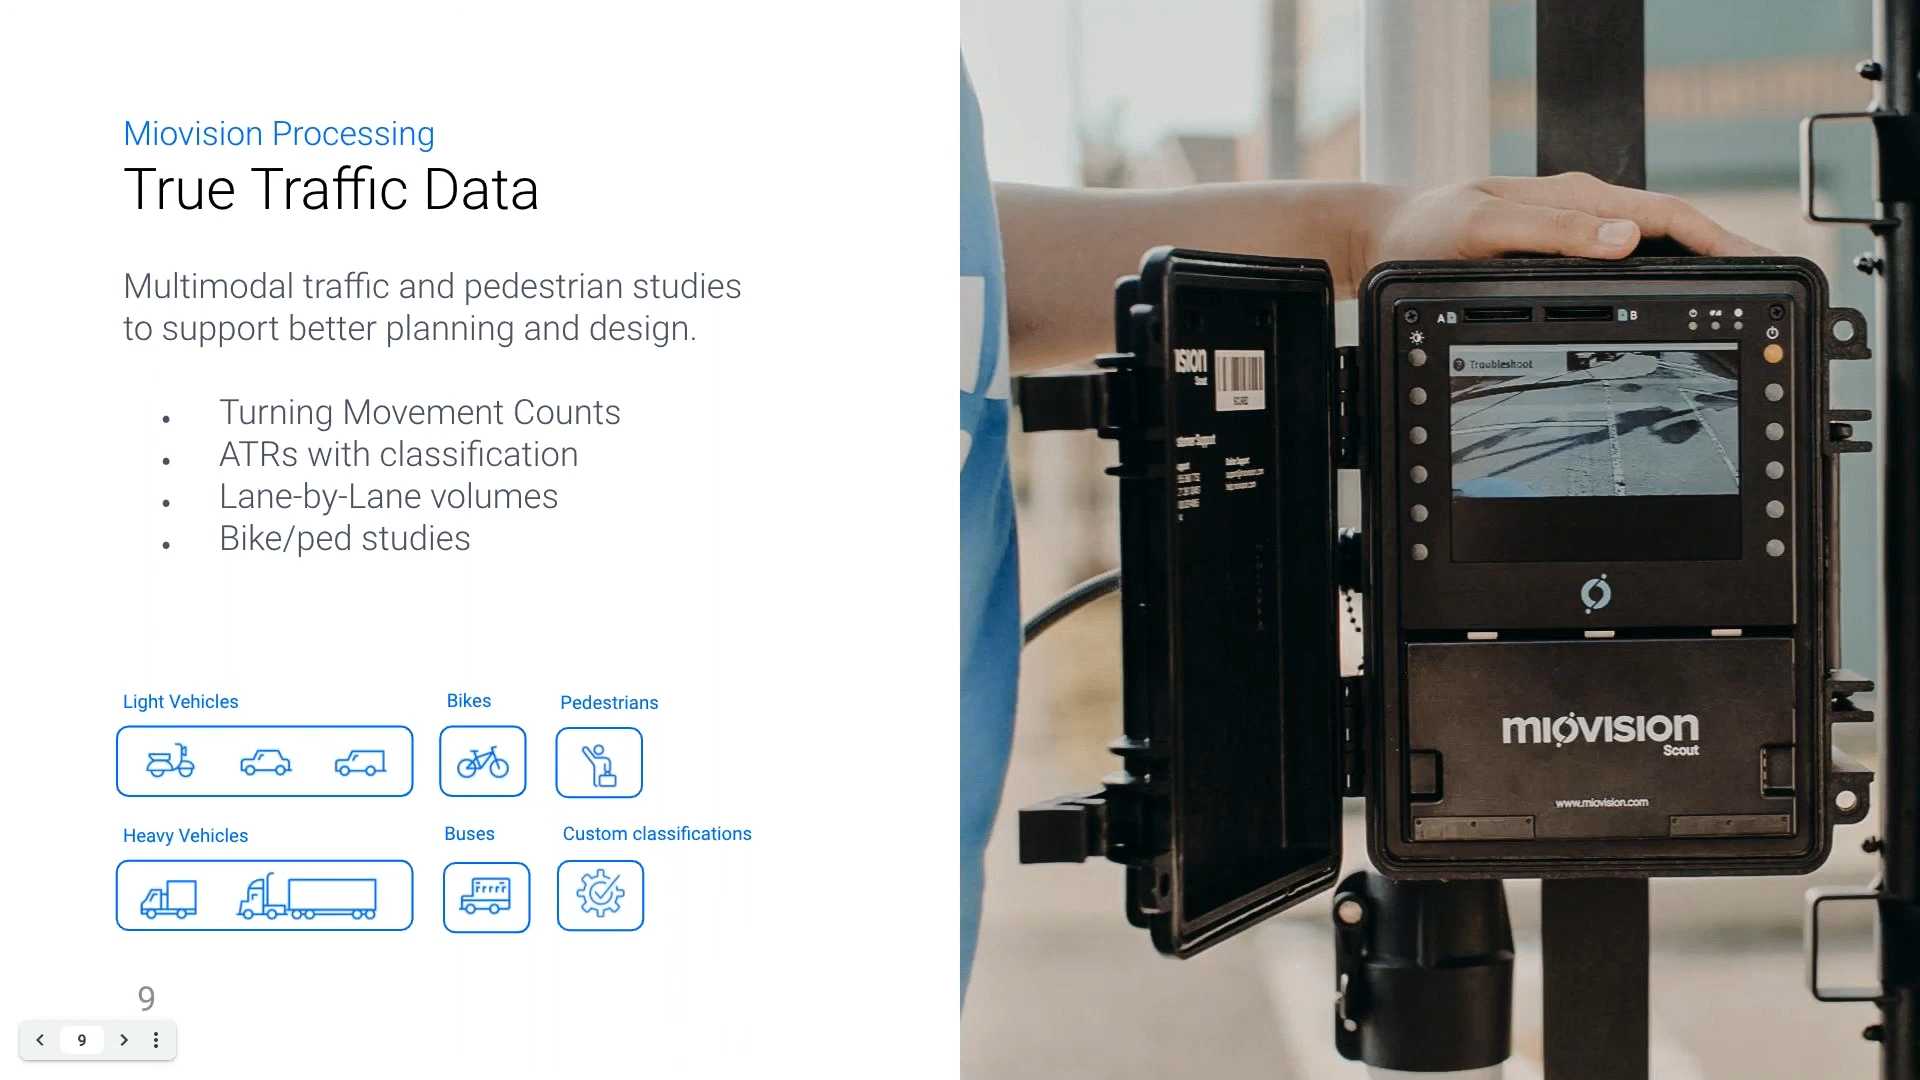 Miovision Processing
True Traffic Data
Multimodal traffic and pedestrian studies
to support better planning and design.
• Turning Movement Counts
• ATRs with classification
• Lane-by-Lane volumes
• Bike/ped studies
Light Vehicles
Bikes
Pedestrians
Heavy Vehicles
Buses
Custom classifications
9
9
A
B
Troubleshoot
miovision
Scout
www.miovision.com